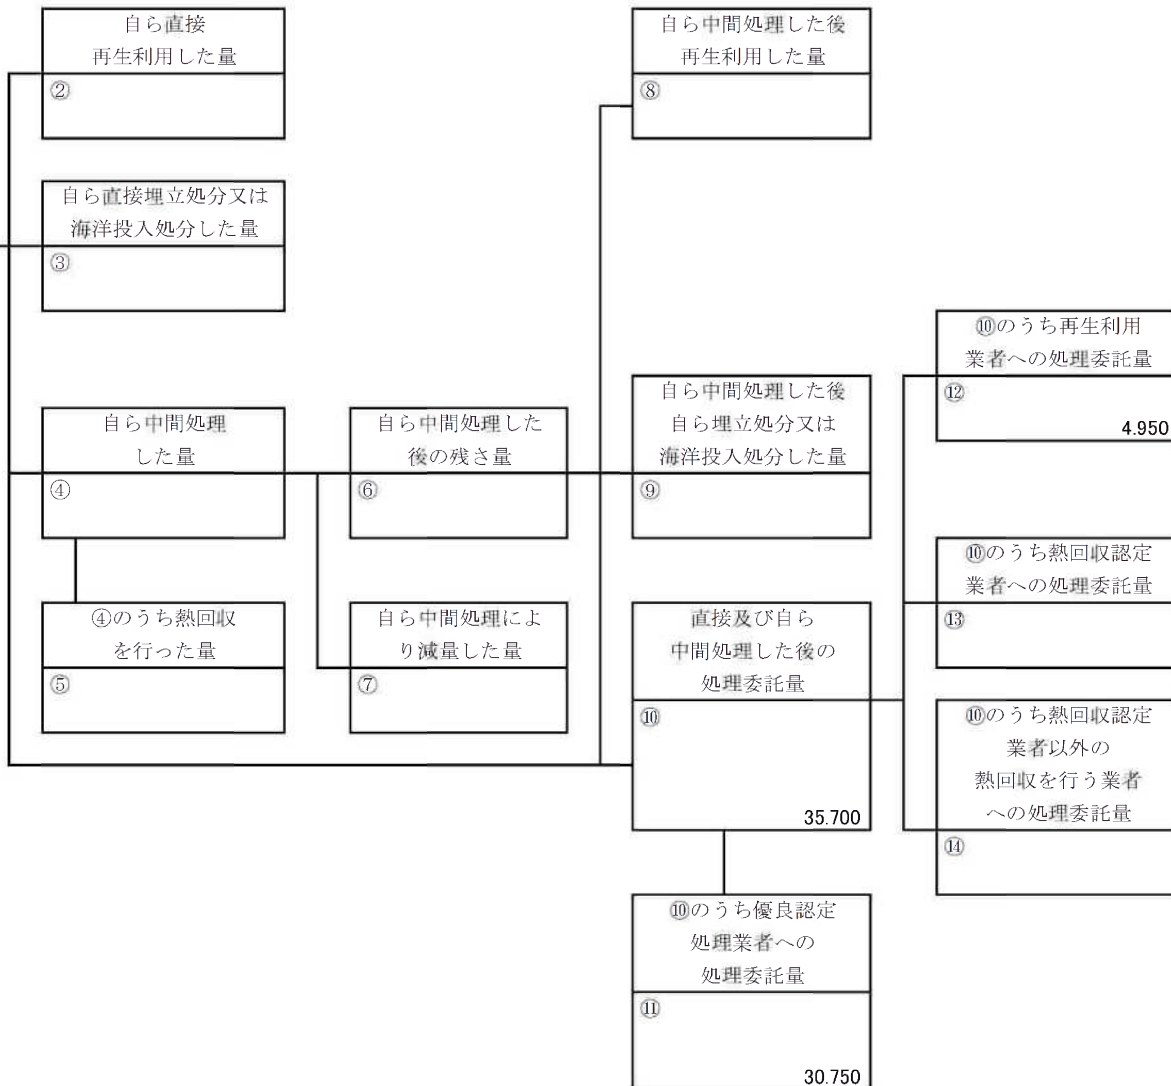 自ら直接
再生利用した量
②
自ら中間処理した後
再生利用した量
⑧
自ら直接埋立処分又は
海洋投入処分した量
③
⑩のうち再生利用
業者への処理委託量
⑫
4.950
自ら中間処理
した量
④
自ら中間処理した
後の残さ量
⑥
自ら中間処理した後
自ら埋立処分又は
海洋投入処分した量
⑨
⑩のうち熱回収認定
業者への処理委託量
⑬
④のうち熱回収
を行った量
⑤
自ら中間処理によ
り減量した量
⑦
直接及び自ら
中間処理した後の
処理委託量
⑩
35.700
⑩のうち熱回収認定
業者以外の
熱回収を行う業者
への処理委託量
⑭
⑩のうち優良認定
処理業者への
処理委託量
⑪
30.750